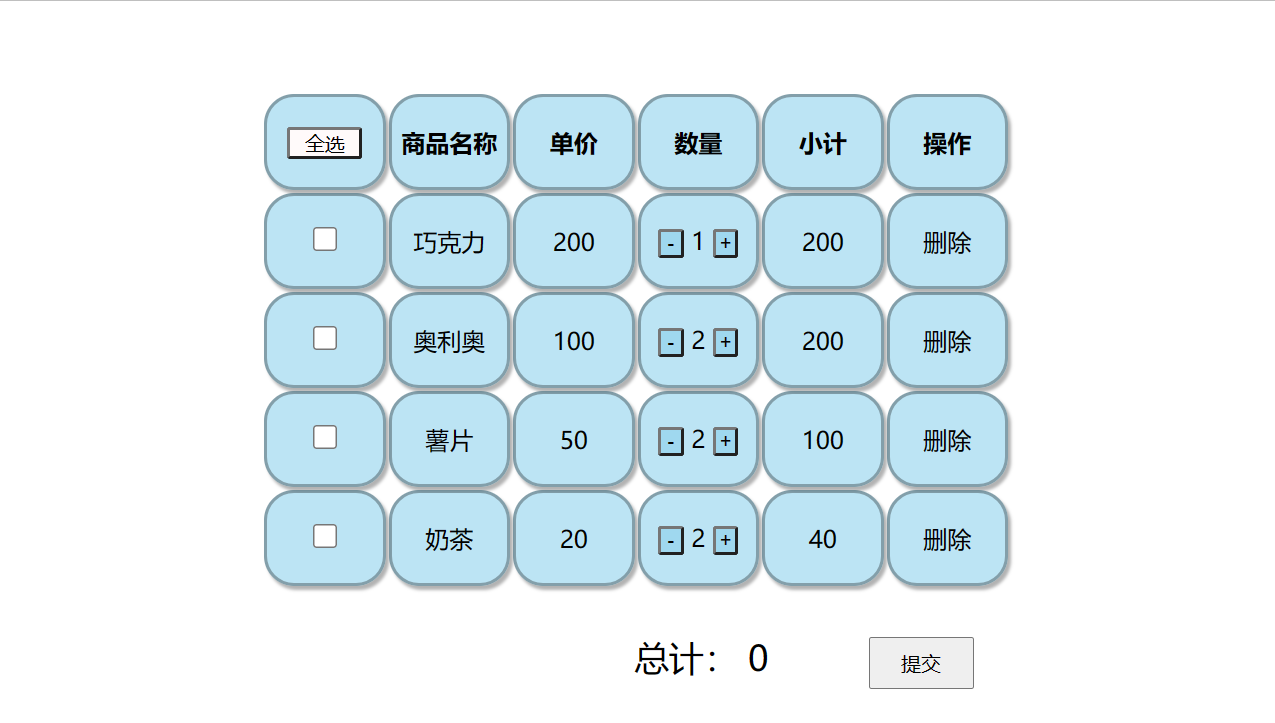 全选 商品名称 单价 数量 小计 操作
巧克力 200 - 1 + 200 删除
奥利奥 100 - 2 + 200 删除
薯片 50 - 2 + 100 删除
奶茶 20 - 2 + 40 删除
总计： 0 提交